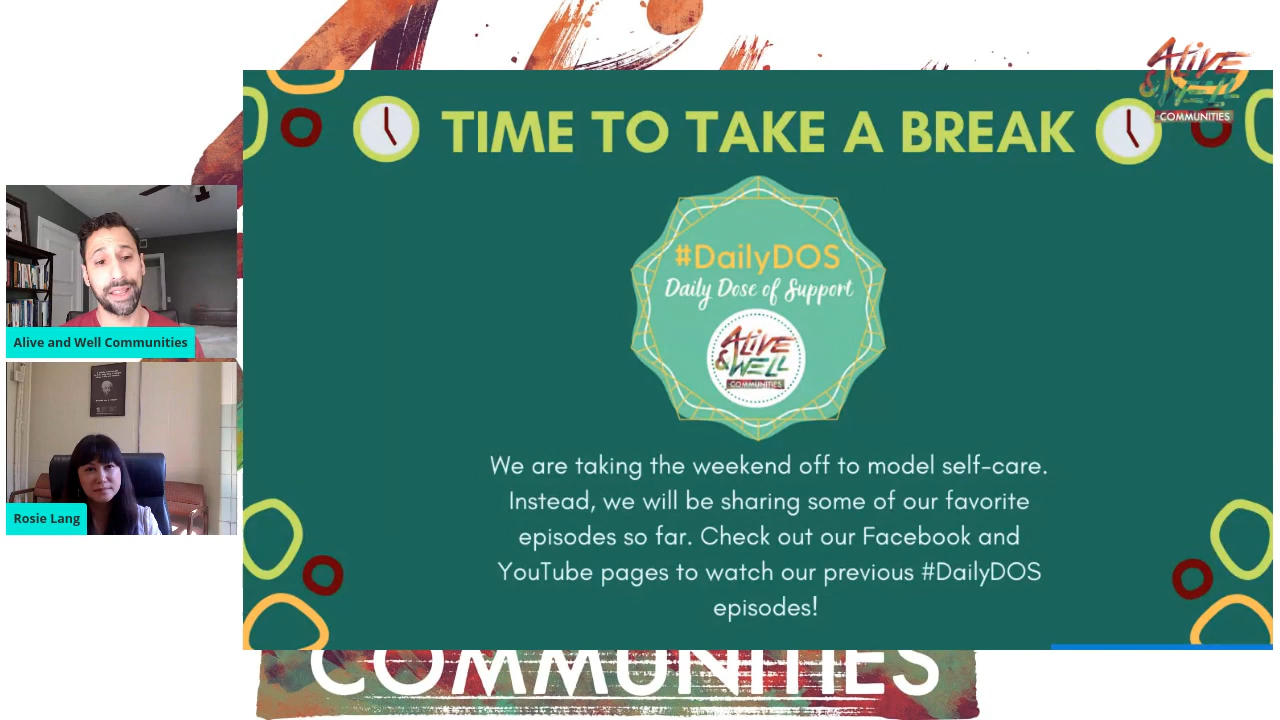 ALIVE
& WELL
COMMUNITIES
TIME TO TAKE A BREAK
#DailyDOS
Daily Dose of Support
ALIVE
& WELL
COMMUNITIES
We are taking the weekend off to model self-care.
Instead, we will be sharing some of our favorite
episodes so far. Check out our Facebook and
YouTube pages to watch our previous #DailyDOS
episodes!
Alive and Well Communities
Rosie Lang
COMMUNITIES